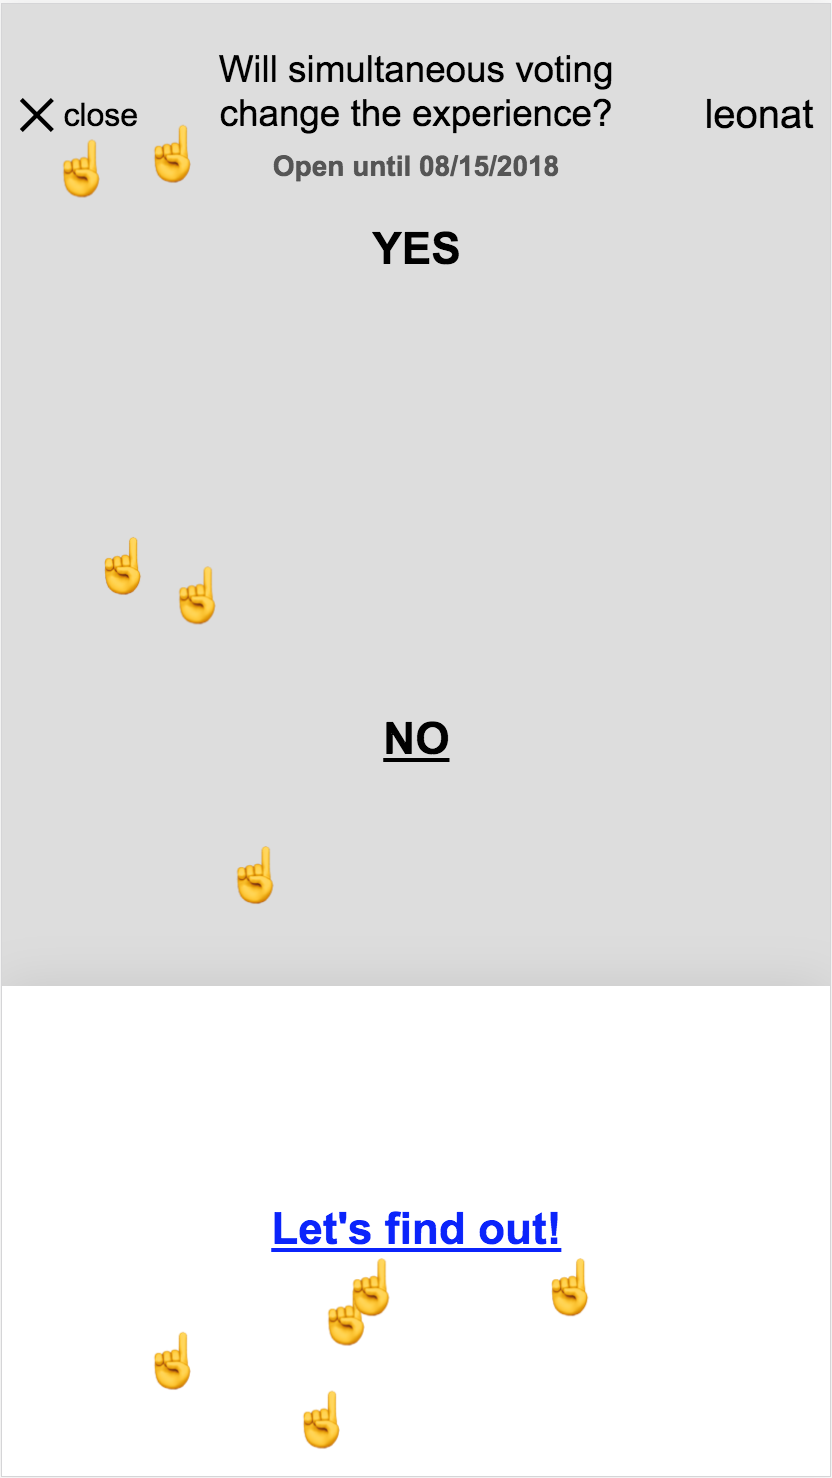 Will simultaneous voting
change the experience?
close
leonat
Open until 08/15/2018
YES
NO
Let's find out!